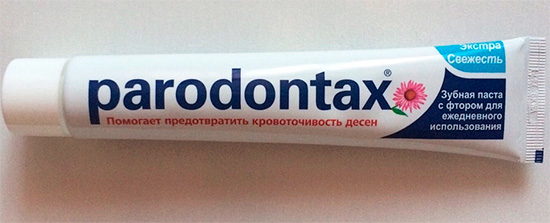 parodontax®
Помогает предотвратить кровоточивость десен
Экстра
Свежесть
Зубная паста
с фтором для
ежедневного
использования